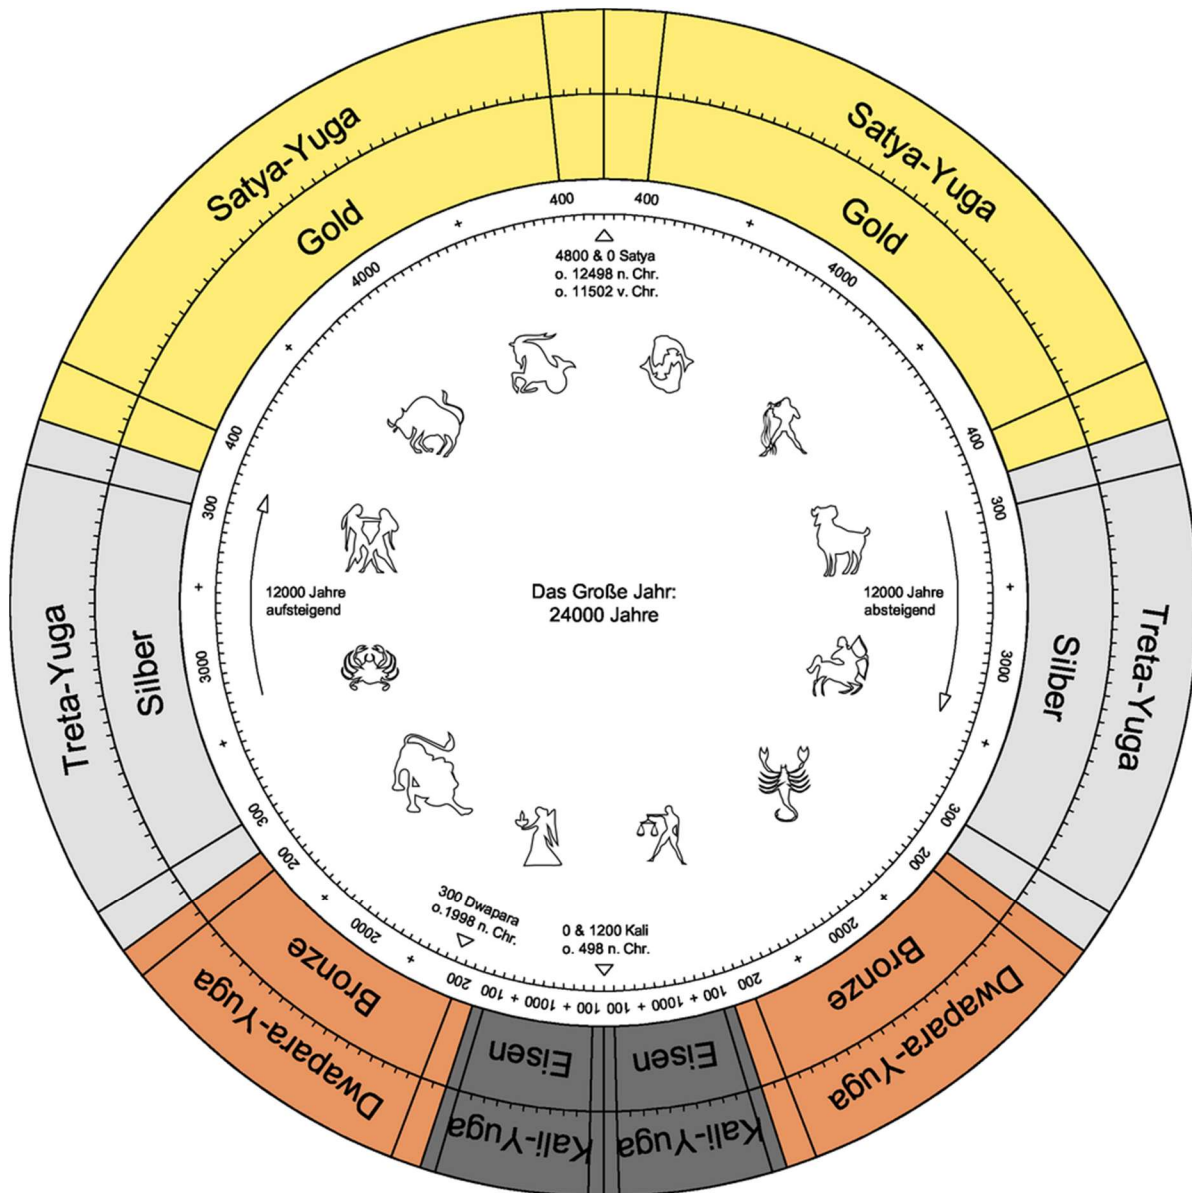 Satya-Yuga
Gold
Satya-Yuga
Gold
400
400
+
+
4000
4000
+
+
400
400
4800 & 0 Satya
o. 12498 n. Chr.
o. 11502 v. Chr.
300
300
+
+
3000
3000
+
+
300
300
Treta-Yuga
Silber
Silber
Treta-Yuga
12000 Jahre
aufsteigend
Das Große Jahr:
24000 Jahre
12000 Jahre
absteigend
200
200
+
+
2000
2000
+
+
200
200
Bronze
Dwapara-Yuga
Bronze
Dwapara-Yuga
300 Dwapara
o.1998 n. Chr.
0 & 1200 Kali
o. 498 n. Chr.
100 + 1000 + 100
100 + 1000 + 100
Eisen
Eisen
Kali-Yuga
Kali-Yuga